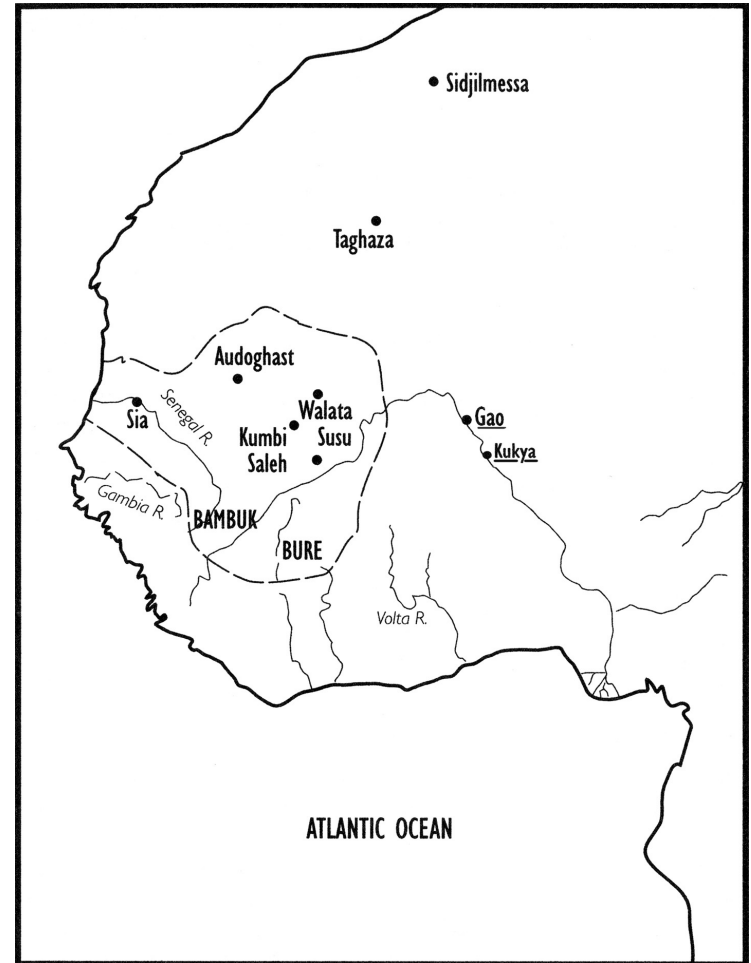 Sidjilmessa
Taghaza
Audoghast
Senegal R.
Walata
Sia
Gao
Kumbi
Saleh
Susu
Kukya
Gambia R.
BAMBUK
BURE
Volta R.
ATLANTIC OCEAN